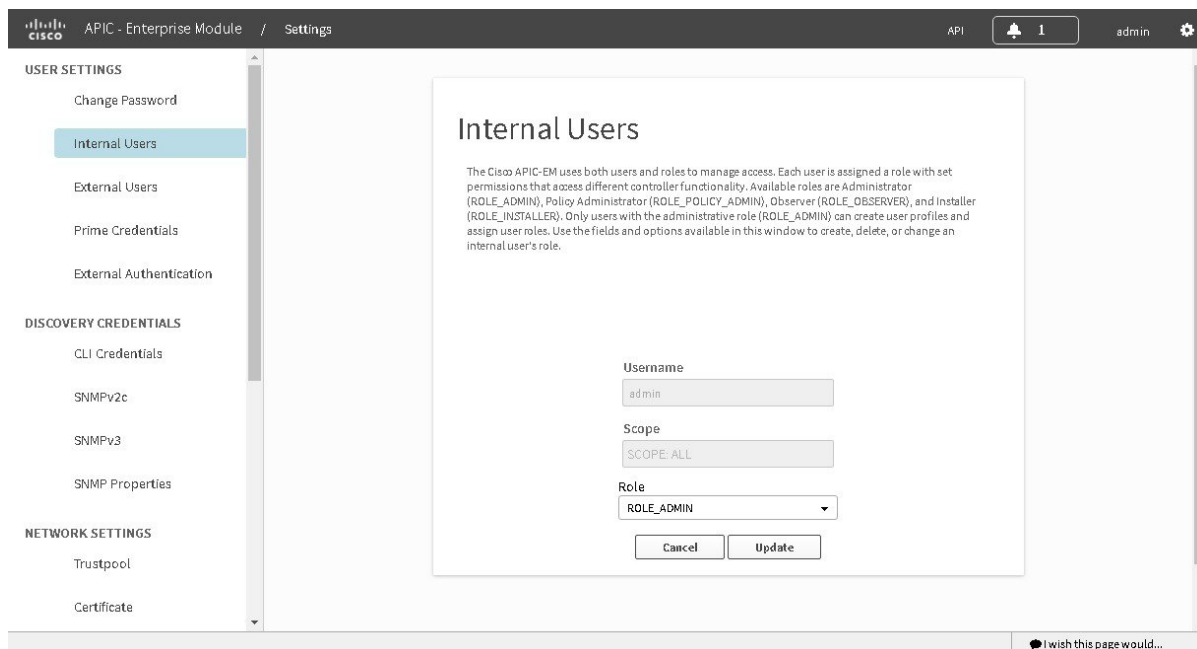 CISCO APIC - Enterprise Module / Settings API 1 admin
USER SETTINGS
Change Password
Internal Users
External Users
Prime Credentials
External Authentication
DISCOVERY CREDENTIALS
CLI Credentials
SNMPv2c
SNMPv3
SNMP Properties
NETWORK SETTINGS
Trustpool
Certificate
Internal Users
The Cisco APIC-EM uses both users and roles to manage access. Each user is assigned a role with set
permissions that access different controller functionality. Available roles are Administrator
(ROLE_ADMIN), Policy Administrator (ROLE_POLICY_ADMIN), Observer (ROLE_OBSERVER), and Installer
(ROLE_INSTALLER). Only users with the administrative role (ROLE_ADMIN) can create user profiles and
assign user roles. Use the fields and options available in this window to create, delete, or change an
internal user's role.
Username
admin
Scope
SCOPE: ALL
Role
ROLE_ADMIN
Cancel Update
I wish this page would...